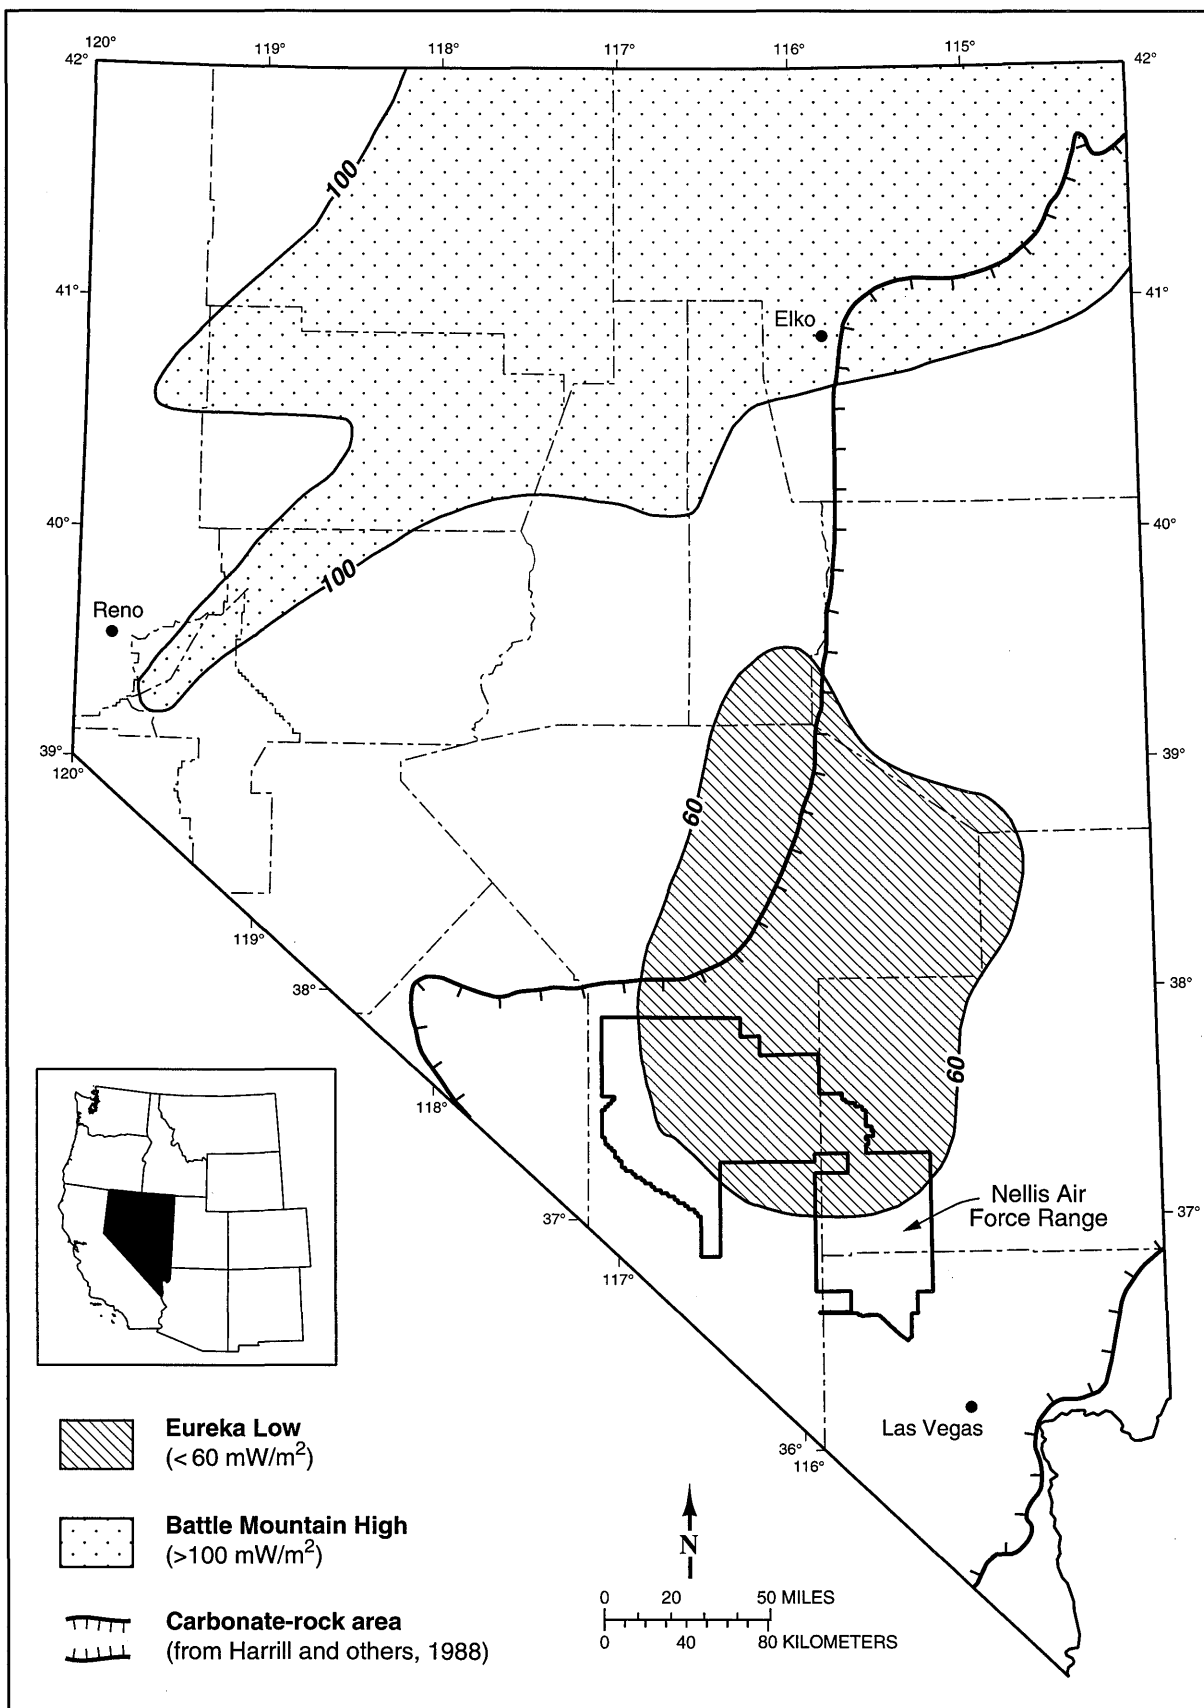 120°
119°
118°
117°
116°
115°
42°
42°
100
41°
41°
Elko
40°
40°
100
Reno
39°
120°
39°
60
119°
38°
38°
60
118°
Nellis Air
Force Range
37°
37°
117°
Las Vegas
36°
116°
Eureka Low
(<60 mW/m²)
Battle Mountain High
(>100 mW/m²)
Carbonate-rock area
(from Harrill and others, 1988)
N
0 20 50 MILES
0 40 80 KILOMETERS